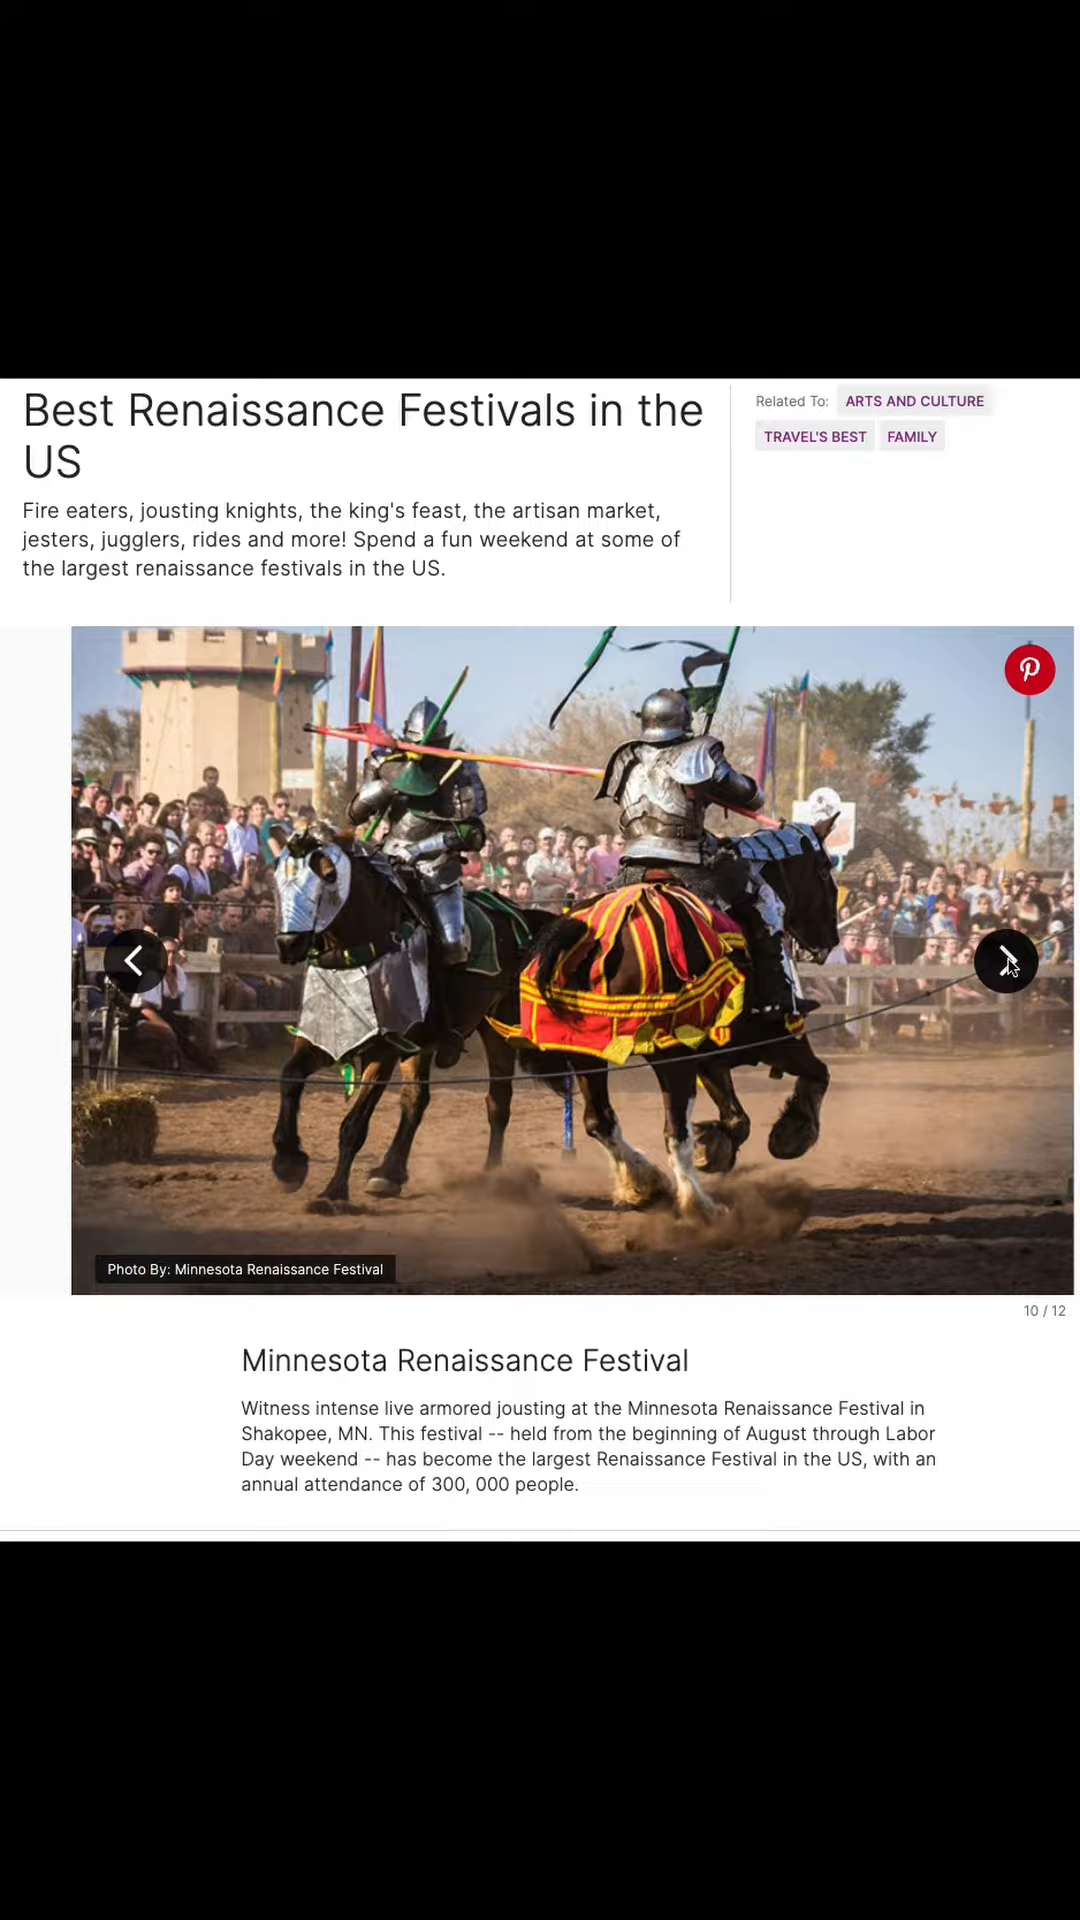 Best Renaissance Festivals in the
US
Fire eaters, jousting knights, the king's feast, the artisan market,
jesters, jugglers, rides and more! Spend a fun weekend at some of
the largest renaissance festivals in the US.
Related To: ARTS AND CULTURE
TRAVEL'S BEST FAMILY
Photo By: Minnesota Renaissance Festival
10 / 12
Minnesota Renaissance Festival
Witness intense live armored jousting at the Minnesota Renaissance Festival in
Shakopee, MN. This festival -- held from the beginning of August through Labor
Day weekend -- has become the largest Renaissance Festival in the US, with an
annual attendance of 300, 000 people.